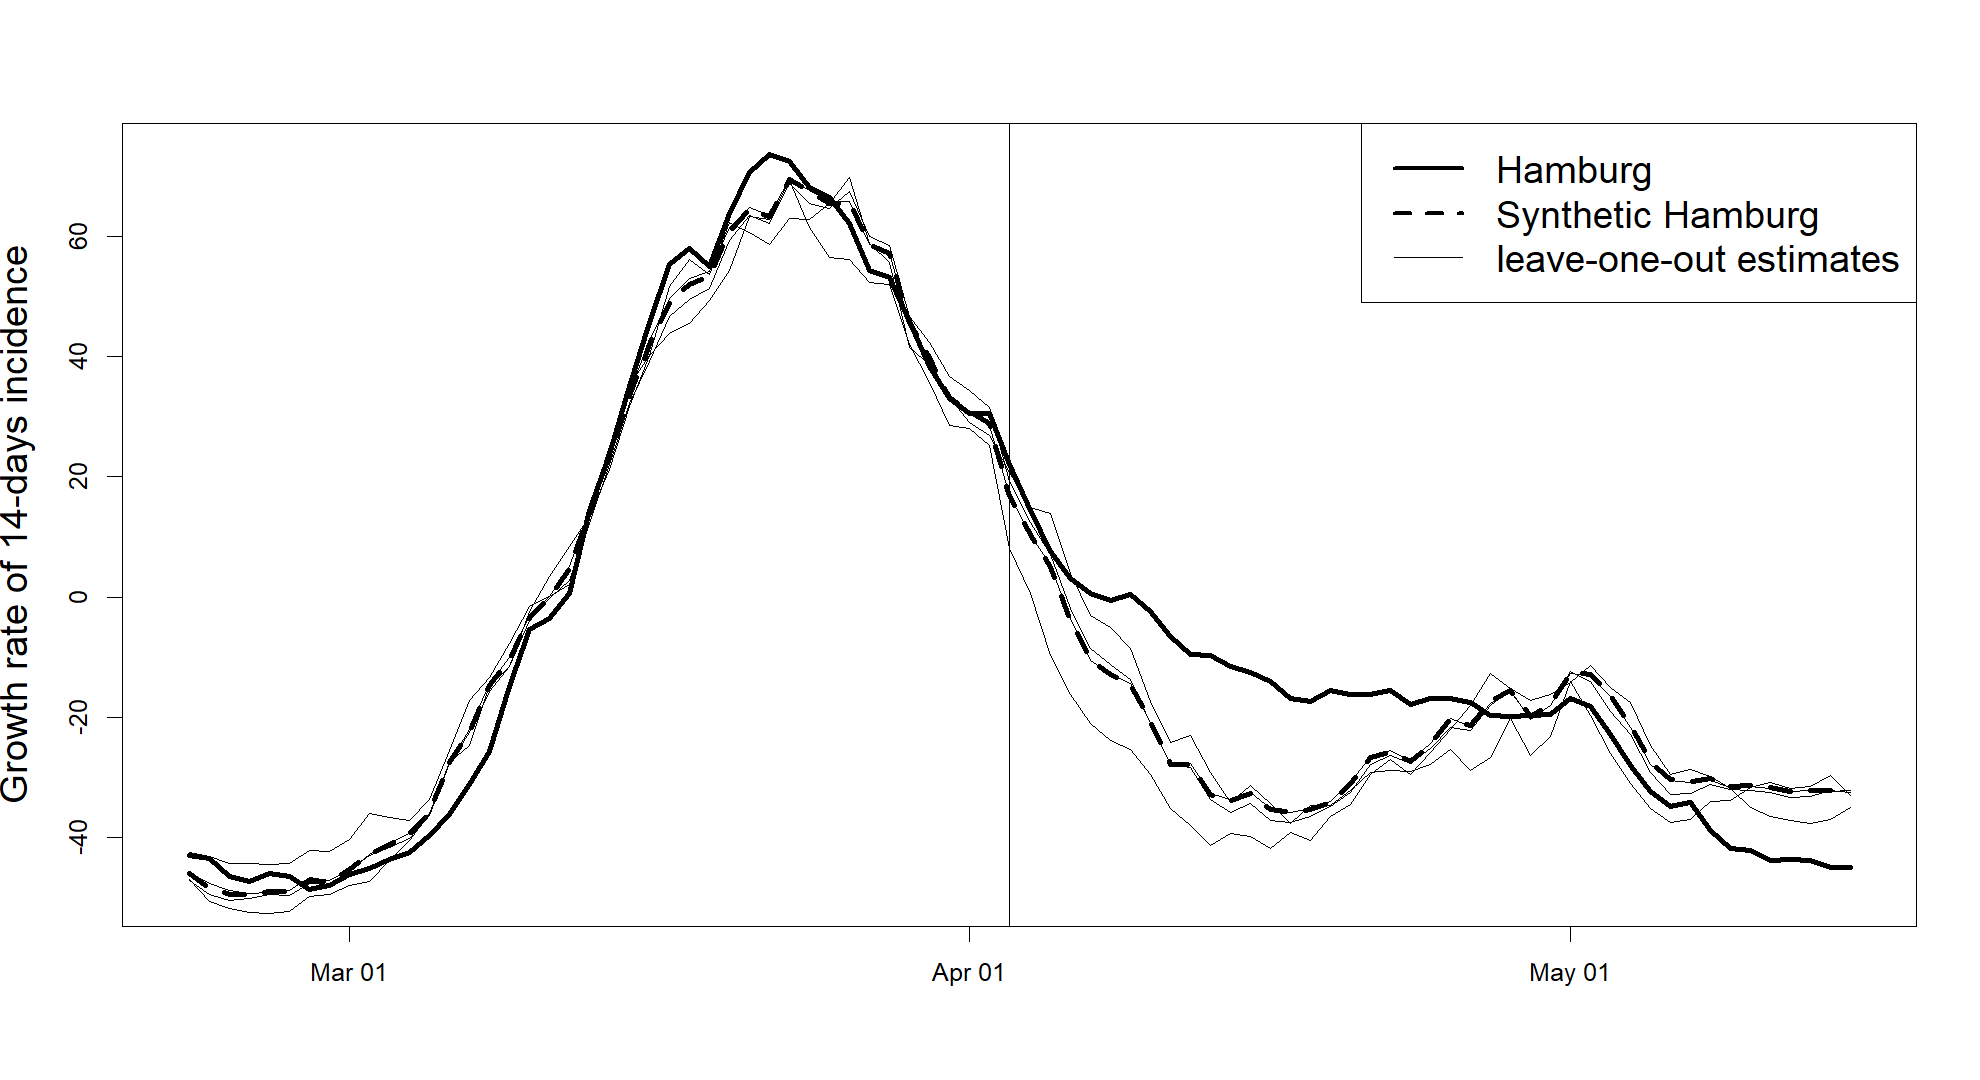 Growth rate of 14-days incidence
60
40
20
0
-20
-40
Mar 01
Apr 01
May 01
Hamburg
Synthetic Hamburg
leave-one-out estimates